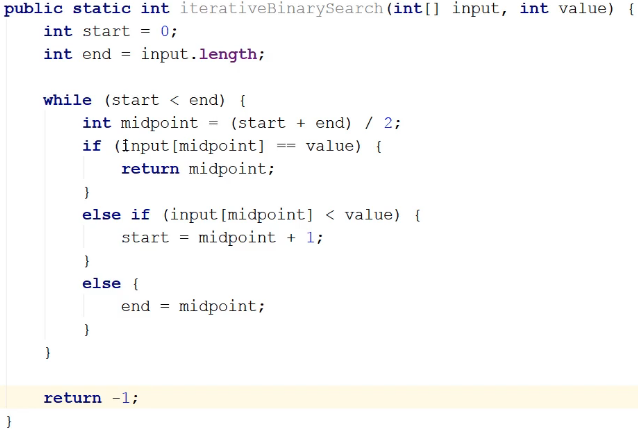 public static int iterativeBinarySearch(int[] input, int value) {
    int start = 0;
    int end = input.length;

    while (start < end) {
        int midpoint = (start + end) / 2;
        if (input[midpoint] == value) {
            return midpoint;
        }
        else if (input[midpoint] < value) {
            start = midpoint + 1;
        }
        else {
            end = midpoint;
        }
    }

    return -1;
}